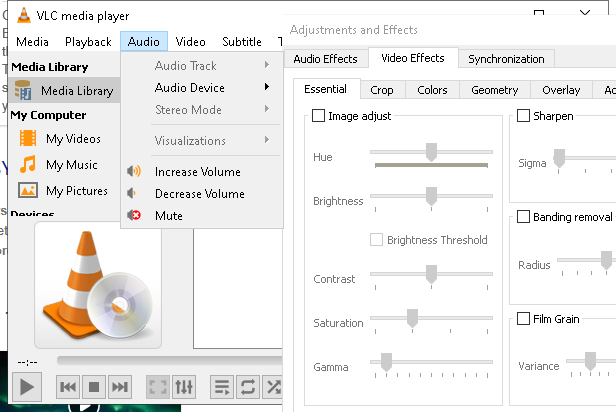 VLC media player
Media Playback Audio Video Subtitle
Media Library
Media Library
My Computer
My Videos
My Music
My Pictures
Devices
Audio Track
Audio Device
Stereo Mode
Visualizations
Increase Volume
Decrease Volume
Mute
--:--
Adjustments and Effects
Audio Effects Video Effects Synchronization
Essential Crop Colors Geometry Overlay
Image adjust
Hue
Brightness
Brightness Threshold
Contrast
Saturation
Gamma
Sharpen
Sigma
Banding removal
Radius
Film Grain
Variance